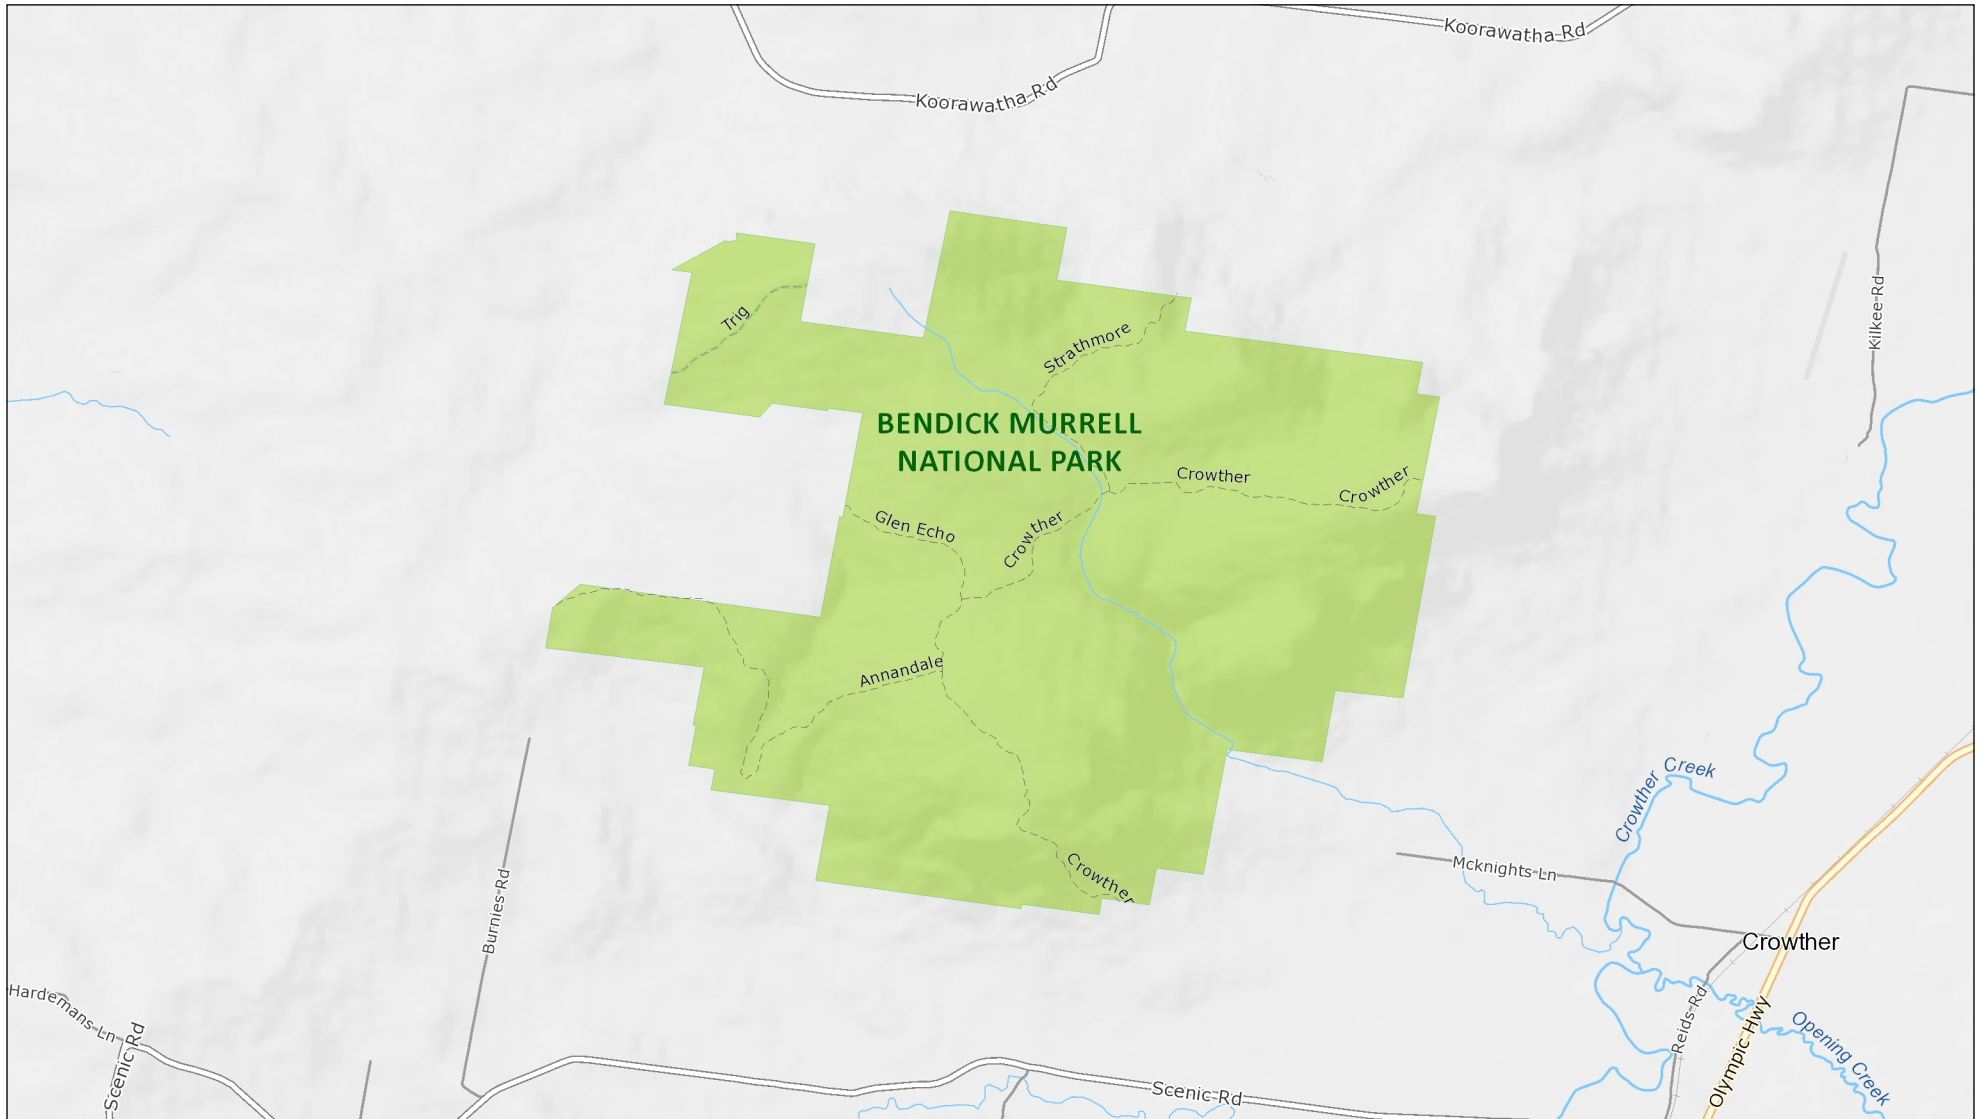 Koorawatha Rd
Koorawatha Rd
Kilkee Rd
Trig
Strathmore
BENDICK MURRELL
NATIONAL PARK
Crowther
Crowther
Glen Echo
Crowther
Annandale
Crowther Creek
Crowther
Mcknights Ln
Burnies Rd
Crowther
Hardemans Ln
Scenic Rd
Reids Rd
Olympic Hwy
Opening Creek
Scenic Rd